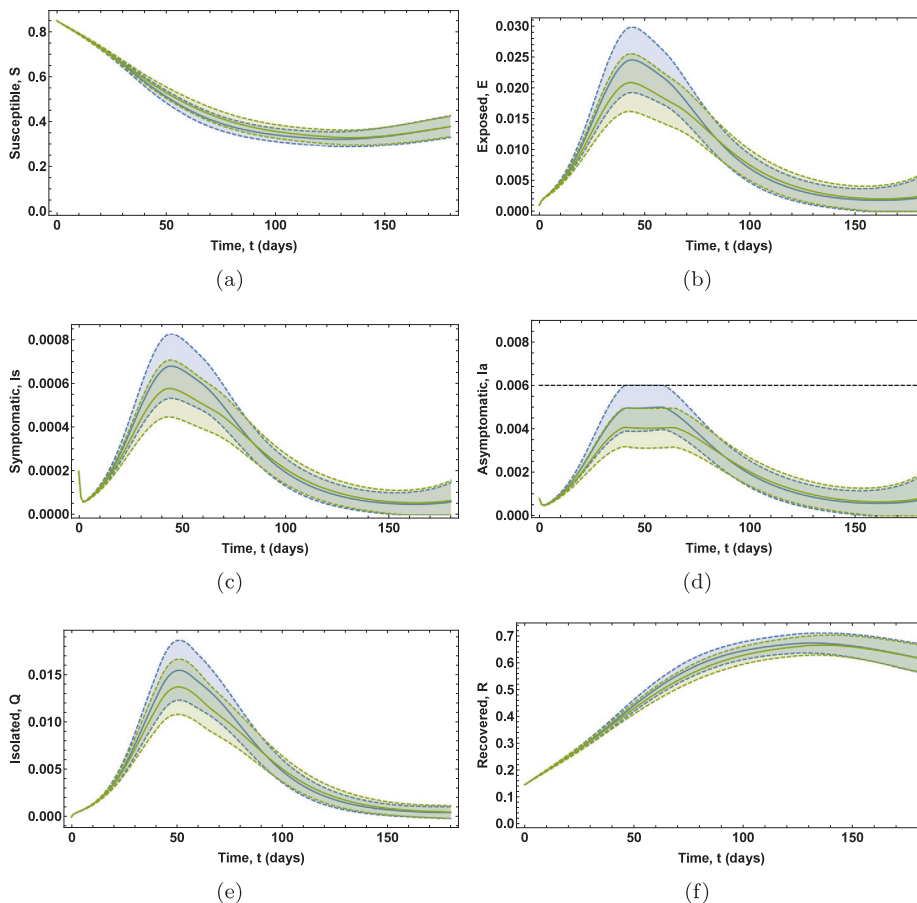 0.8
0.6
0.4
0.2
0.0
Susceptible, S
0 50 100 150
Time, t (days)
(a)
0.030
0.025
0.020
0.015
0.010
0.005
0.000
Exposed, E
0 50 100 150
Time, t (days)
(b)
0.0008
0.0006
0.0004
0.0002
0.0000
Symptomatic, Is
0 50 100 150
Time, t (days)
(c)
0.008
0.006
0.004
0.002
0.000
Asymptomatic, Ia
0 50 100 150
Time, t (days)
(d)
0.015
0.010
0.005
0.000
Isolated, Q
0 50 100 150
Time, t (days)
(e)
0.7
0.6
0.5
0.4
0.3
0.2
0.1
0.0
Recovered, R
0 50 100 150
Time, t (days)
(f)